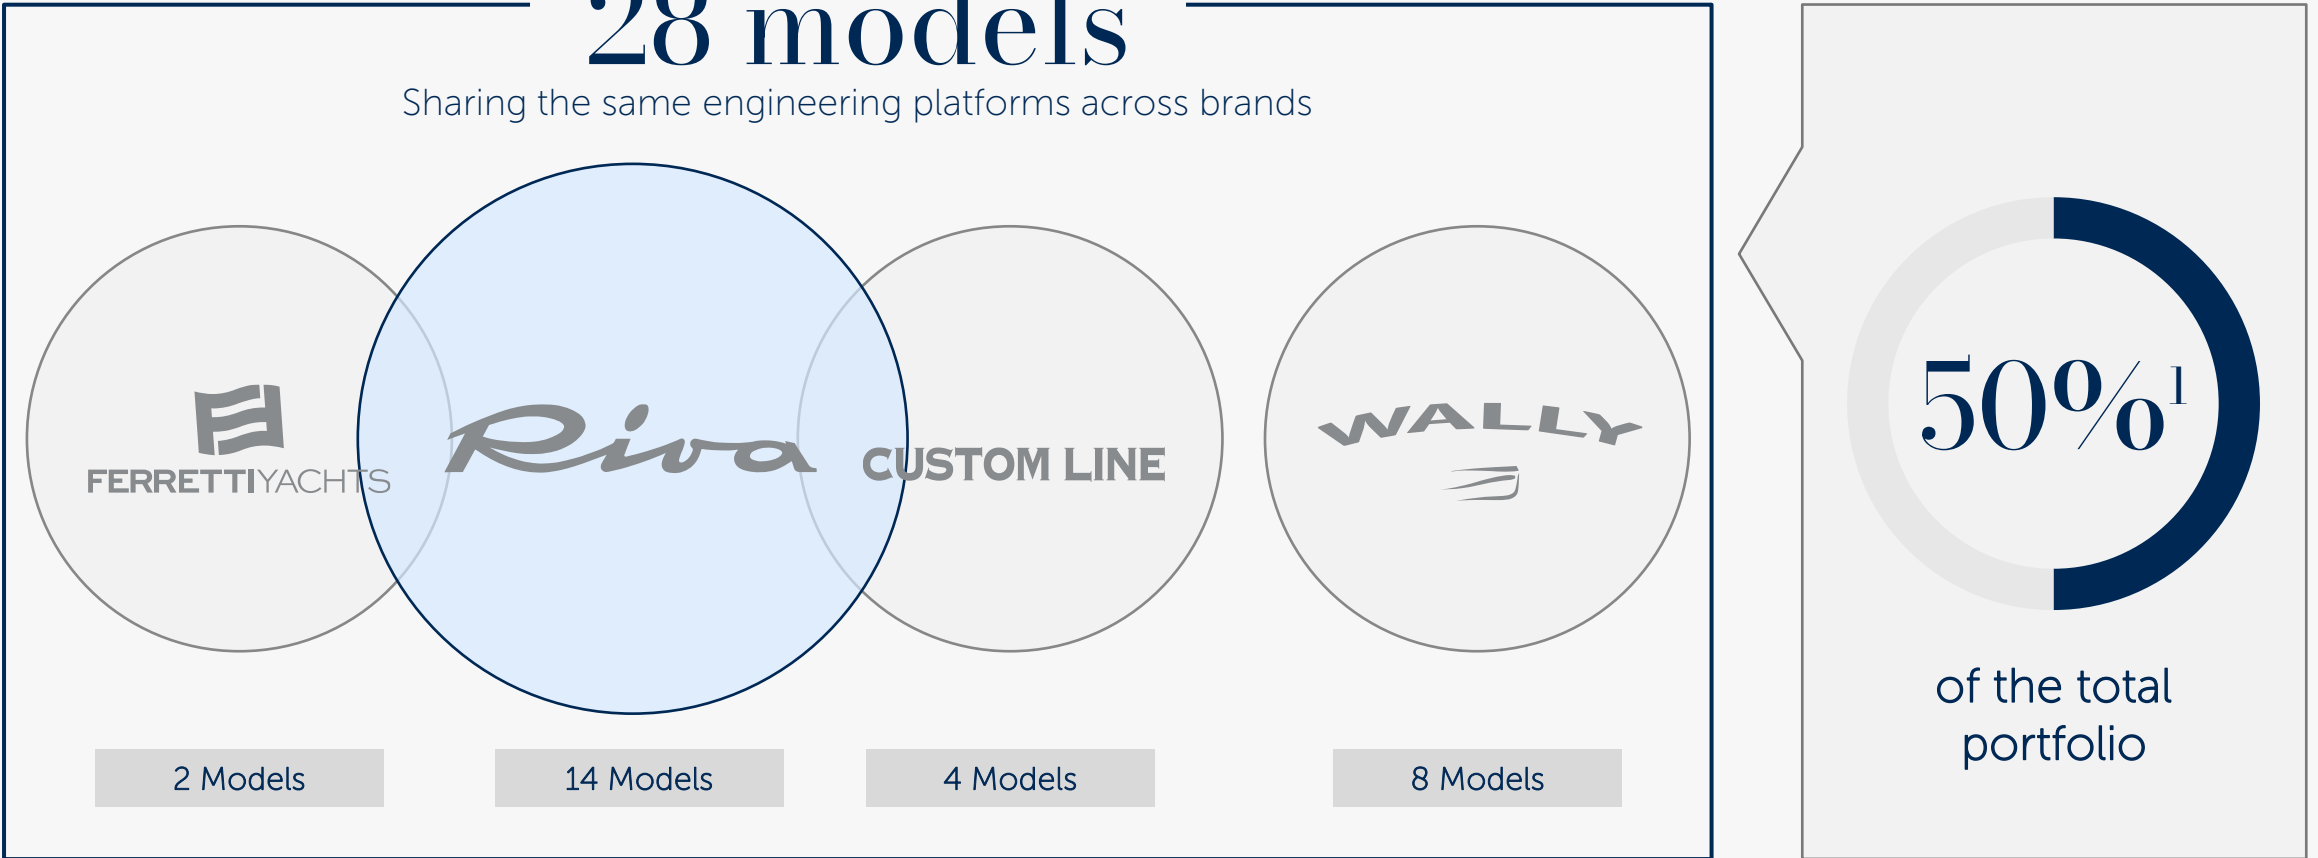 28 models
Sharing the same engineering platforms across brands
FERRETTIYACHTS
Riva
CUSTOM LINE
WALLY
2 Models
14 Models
4 Models
8 Models
50%¹
of the total
portfolio